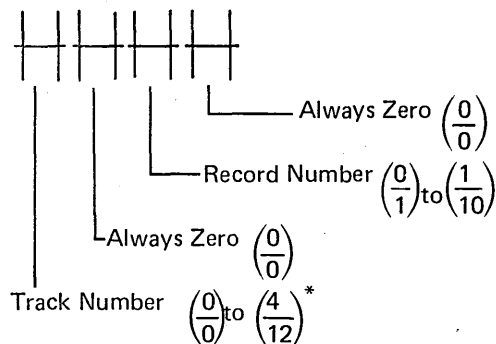 Always Zero (0/0)
Record Number (0/1) to (1/10)
Always Zero (0/0)
Track Number (0/0) to (4/12)*